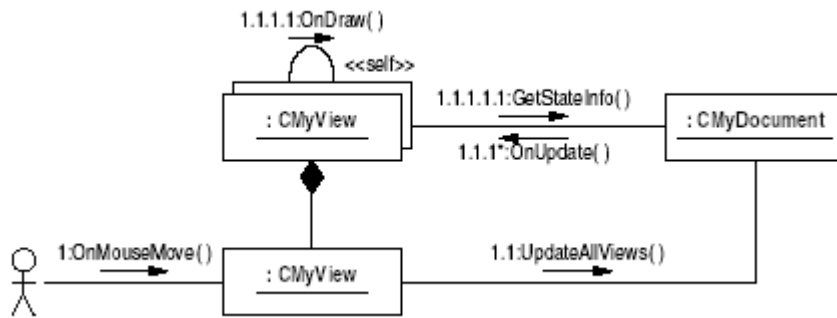 1.1.1.1:OnDraw( )
<<self>>
: CMyView
1.1.1.1.1:GetStateInfo( )
: CMyDocument
1.1.1*:OnUpdate( )
1:OnMouseMove( )
: CMyView
1.1:UpdateAllViews( )